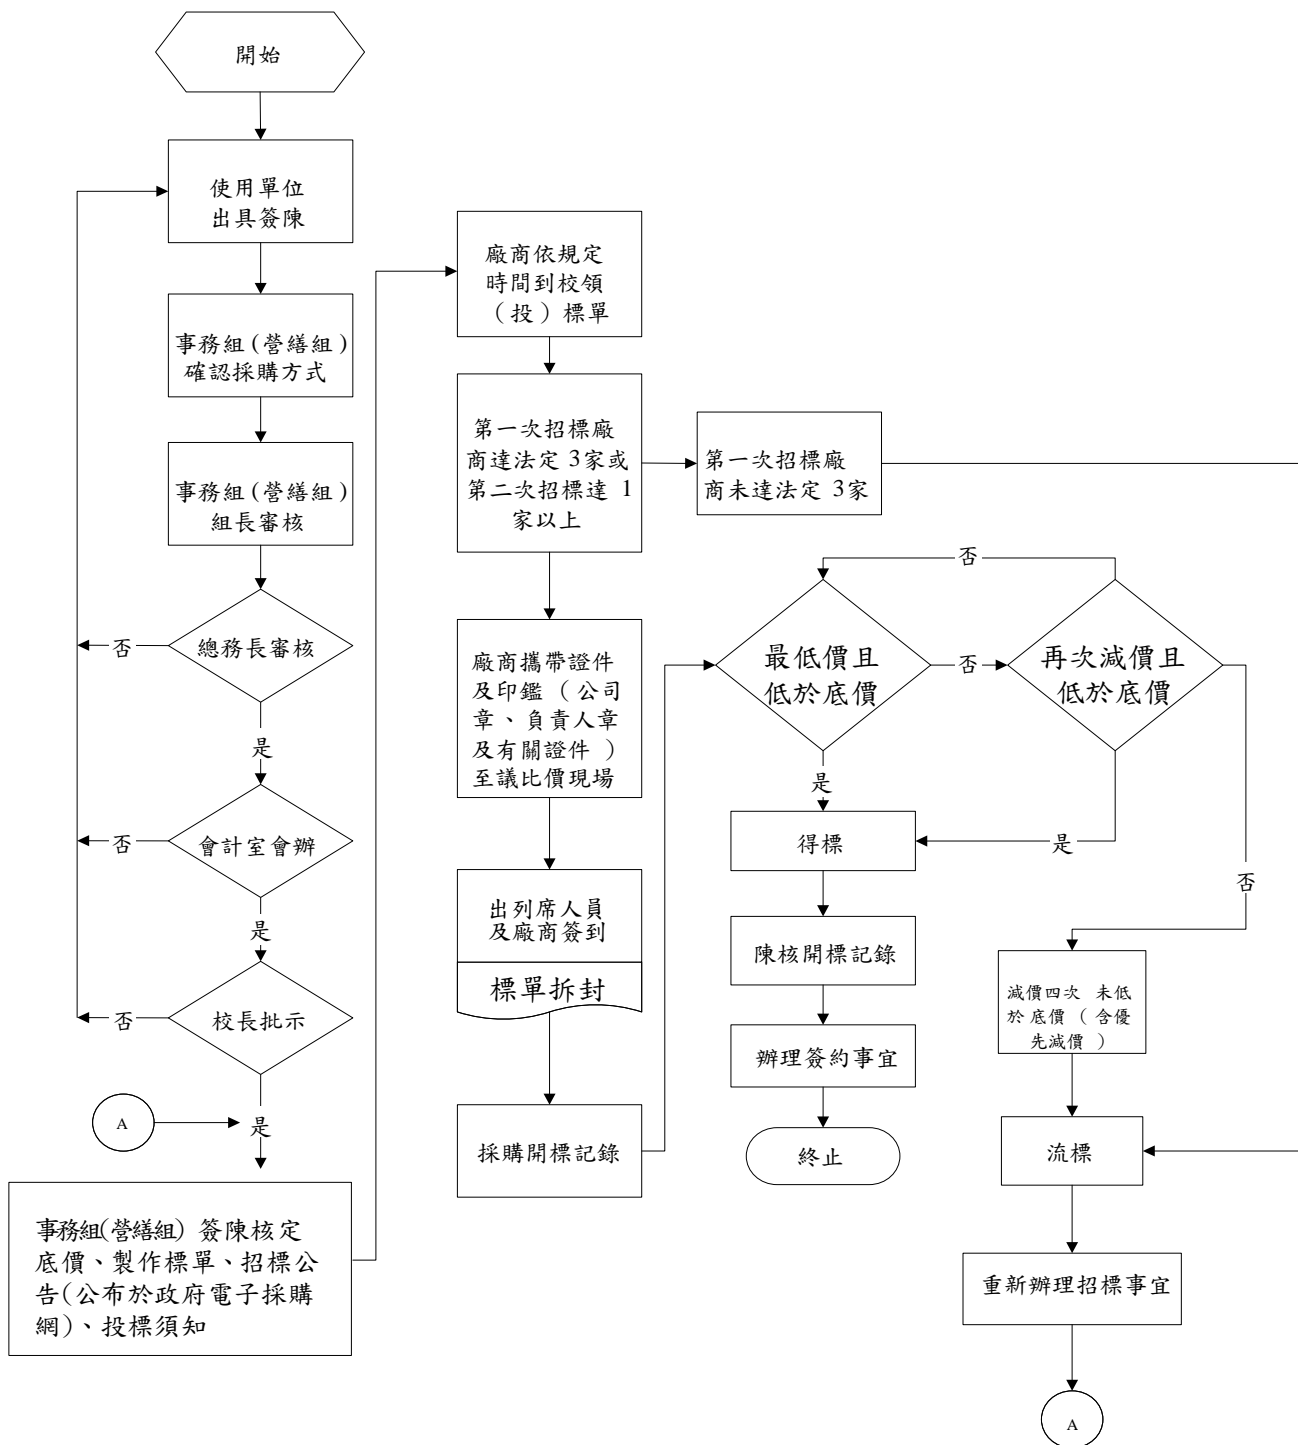 開始
使用單位
出具簽陳
事務組(營繕組)
確認採購方式
事務組(營繕組)
組長審核
總務長審核
否
是
會計室會辦
否
是
校長批示
否
A
是
事務組(營繕組) 簽陳核定
底價、製作標單、招標公
告(公布於政府電子採購
網)、投標須知
廠商依規定
時間到校領
(投)標單
第一次招標廠
商達法定 3家或
第二次招標達 1
家以上
第一次招標廠
商未達法定 3家
廠商攜帶證件
及印鑑 (公司
章、負責人章
及有關證件 )
至議比價現場
出列席人員
及廠商簽到
標單拆封
採購開標記錄
否
最低價且
低於底價
否
再次減價且
低於底價
是
得標
是
否
陳核開標記錄
辦理簽約事宜
終止
減價四次 未低
於底價 (含優
先減價 )
流標
重新辦理招標事宜
A